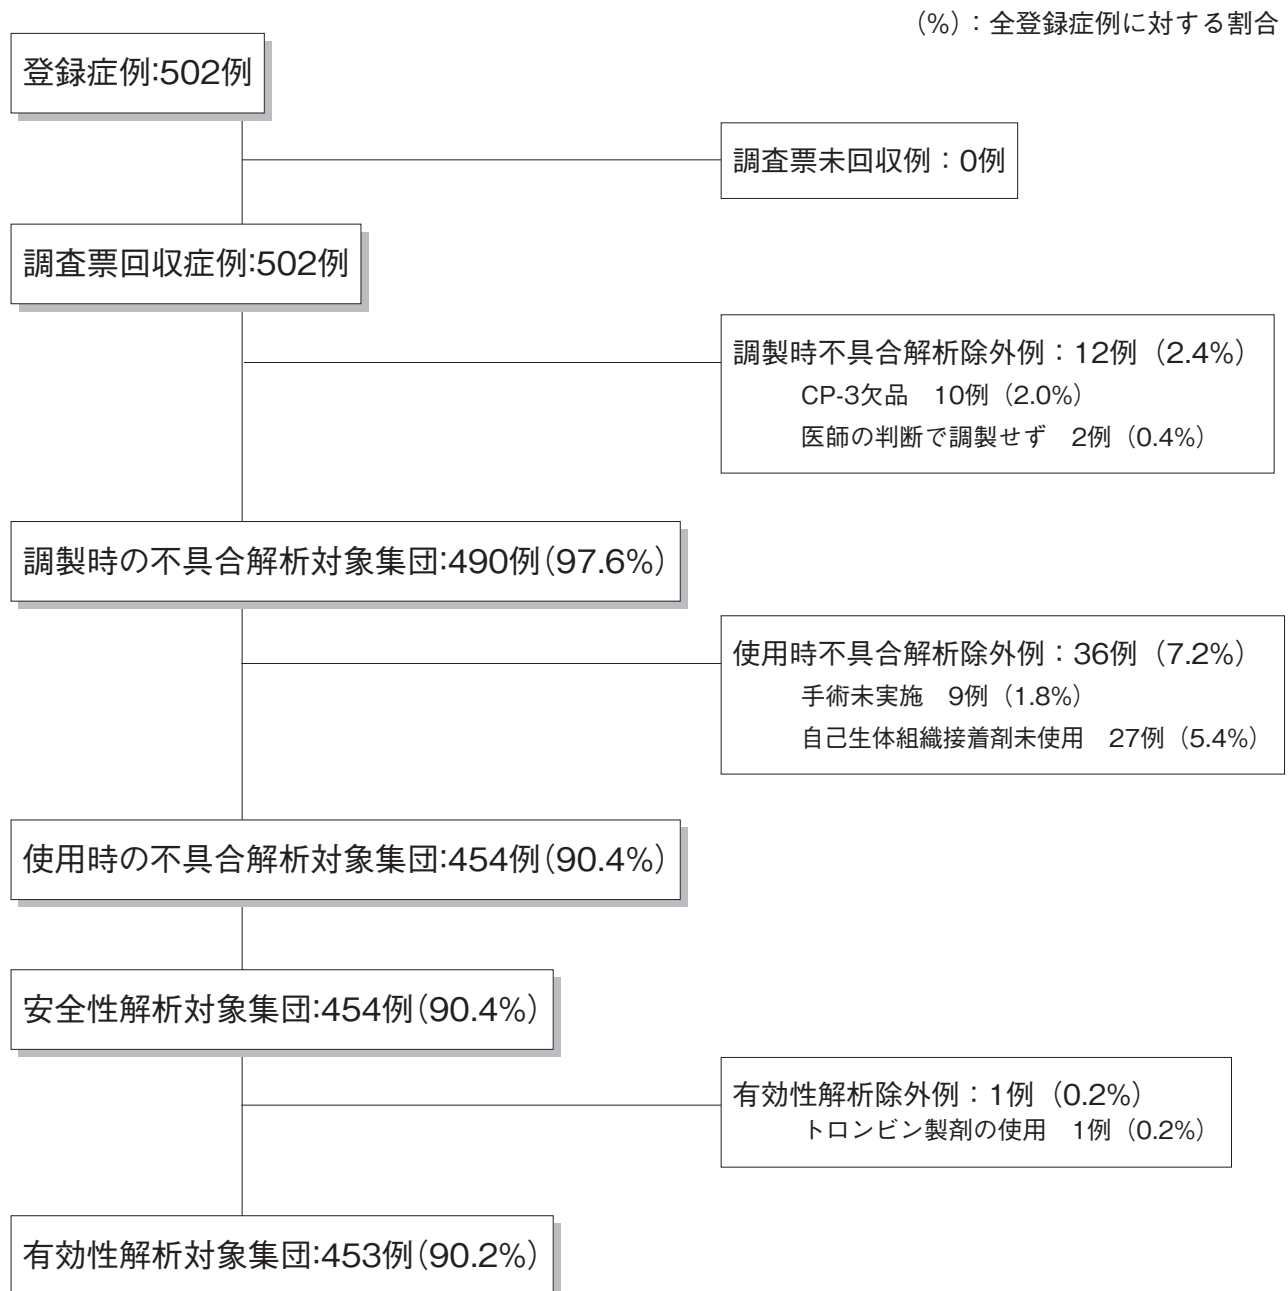 (%)：全登録症例に対する割合
登録症例:502例
調査票未回収例：0例
調査票回収症例:502例
調製時不具合解析除外例：12例（2.4%）
CP-3欠品　10例（2.0%）
医師の判断で調製せず　2例（0.4%）
調製時の不具合解析対象集団:490例(97.6%)
使用時不具合解析除外例：36例（7.2%）
手術未実施　9例（1.8%）
自己生体組織接着剤未使用　27例（5.4%）
使用時の不具合解析対象集団:454例(90.4%)
安全性解析対象集団:454例(90.4%)
有効性解析除外例：1例（0.2%）
トロンビン製剤の使用　1例（0.2%）
有効性解析対象集団:453例(90.2%)